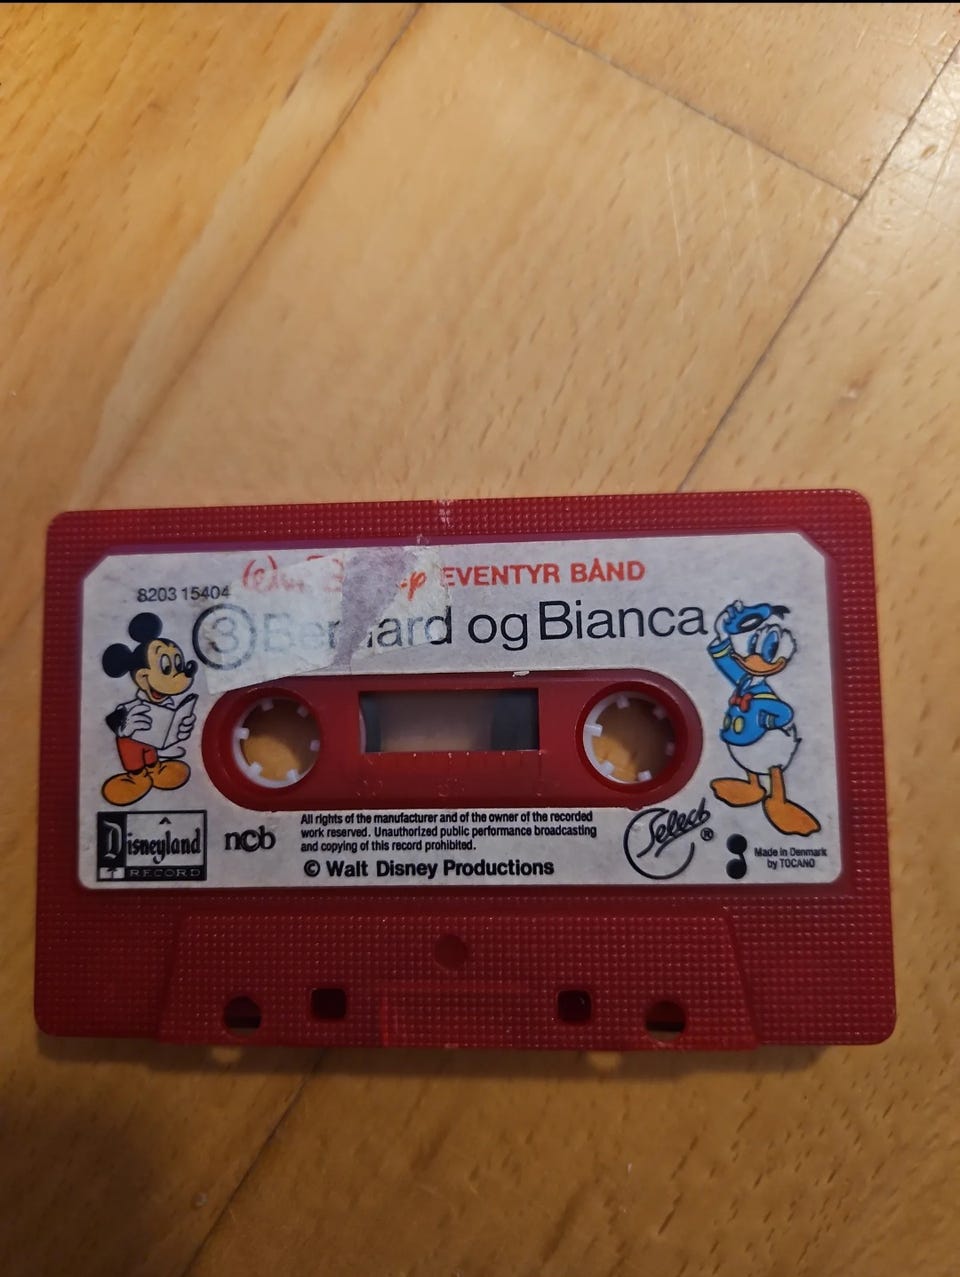 EVENTYR BÅND
8203 15404
3 Bernard og Bianca
Disneyland
RECORD
ncb
All rights of the manufacturer and of the owner of the recorded
work reserved. Unauthorized public performance broadcasting
and copying of this record prohibited.
© Walt Disney Productions
Select ®
Made in Denmark
by TOCANO